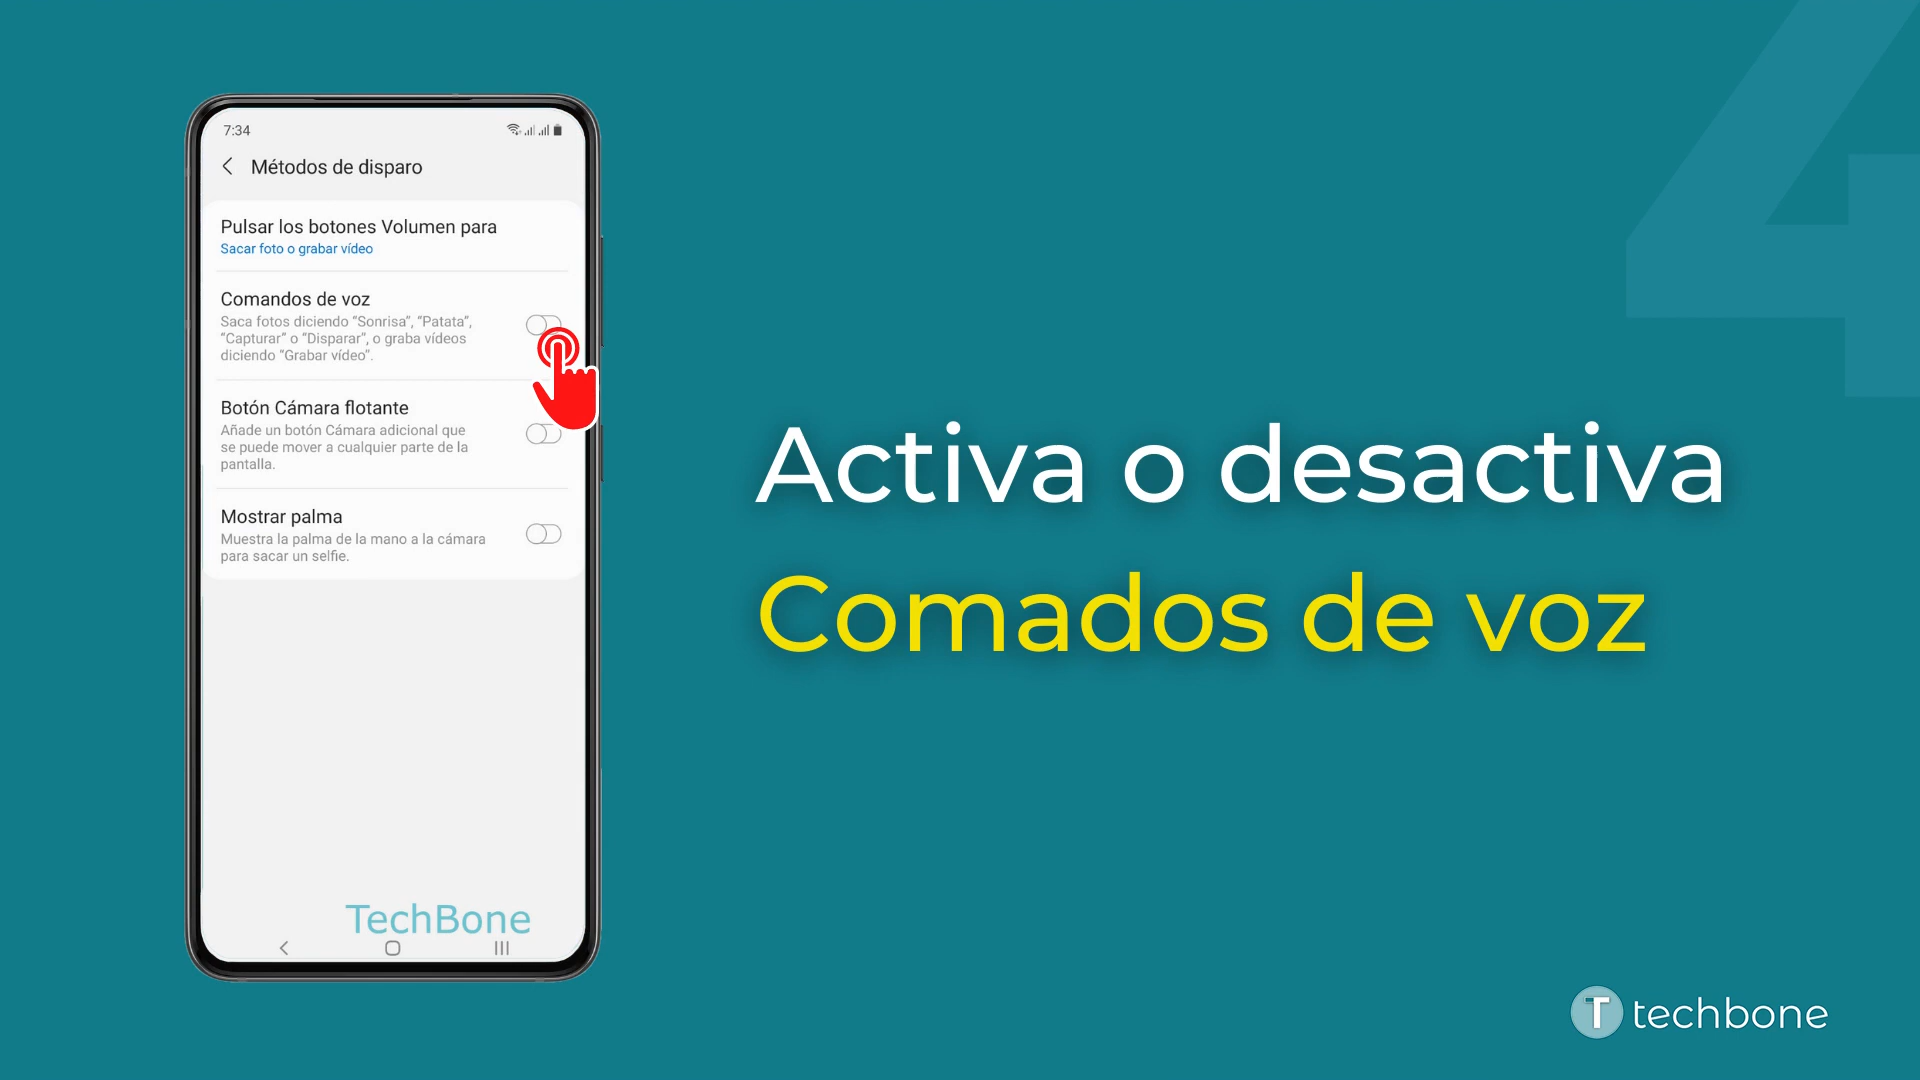 7:34
Métodos de disparo
Pulsar los botones Volumen para
Sacar foto o grabar vídeo
Comandos de voz
Saca fotos diciendo “Sonrisa”, “Patata”,
“Capturar” o “Disparar”, o graba vídeos
diciendo “Grabar vídeo”.
Botón Cámara flotante
Añade un botón Cámara adicional que
se puede mover a cualquier parte de la
pantalla.
Mostrar palma
Muestra la palma de la mano a la cámara
para sacar un selfie.
TechBone
4
Activa o desactiva
Comados de voz
T techbone